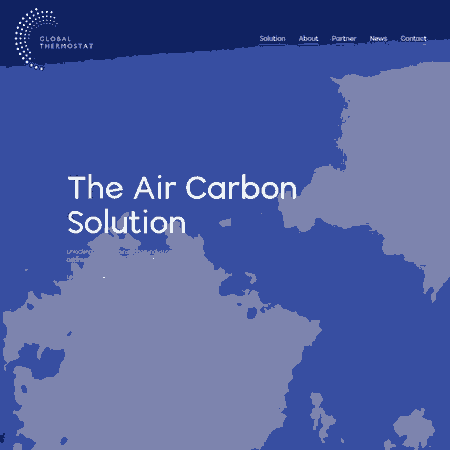 GLOBAL
THERMOSTAT
Solution About Partner News Contact
The Air Carbon
Solution